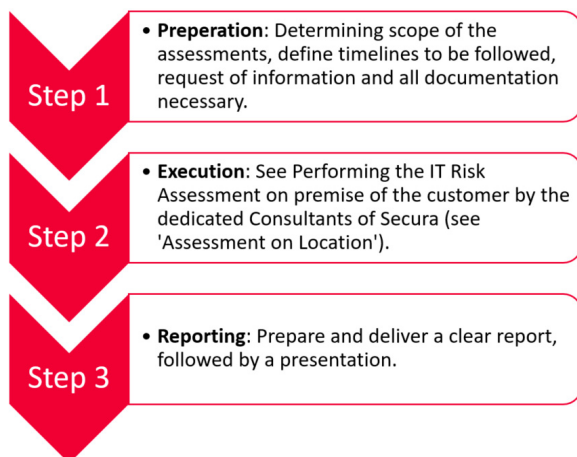 Step 1
• Preperation: Determining scope of the
assessments, define timelines to be followed,
request of information and all documentation
necessary.
Step 2
• Execution: See Performing the IT Risk
Assessment on premise of the customer by the
dedicated Consultants of Secura (see
'Assessment on Location').
Step 3
• Reporting: Prepare and deliver a clear report,
followed by a presentation.